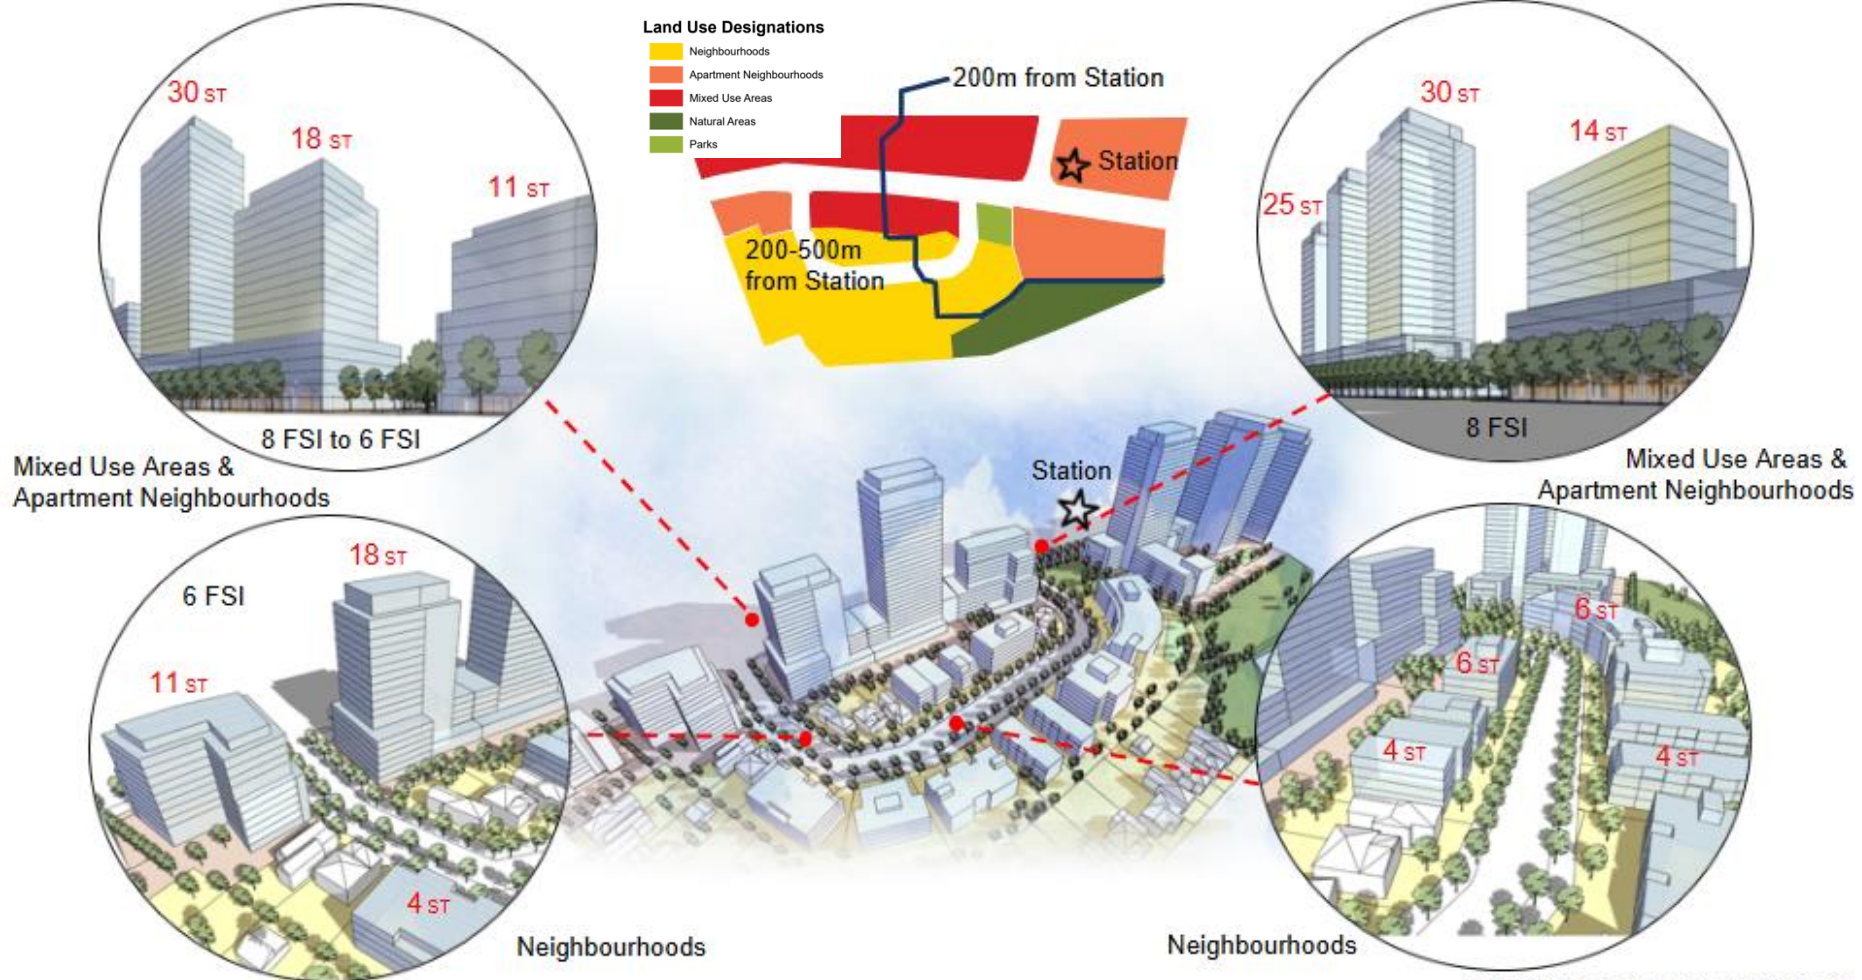 Land Use Designations
Neighbourhoods
Apartment Neighbourhoods
Mixed Use Areas
Natural Areas
Parks
200m from Station
Station
200-500m
from Station
30 ST
18 ST
11 ST
8 FSI to 6 FSI
Mixed Use Areas &
Apartment Neighbourhoods
30 ST
14 ST
25 ST
8 FSI
Mixed Use Areas &
Apartment Neighbourhoods
Station
18 ST
6 FSI
11 ST
4 ST
Neighbourhoods
6 ST
6 ST
4 ST
4 ST
Neighbourhoods